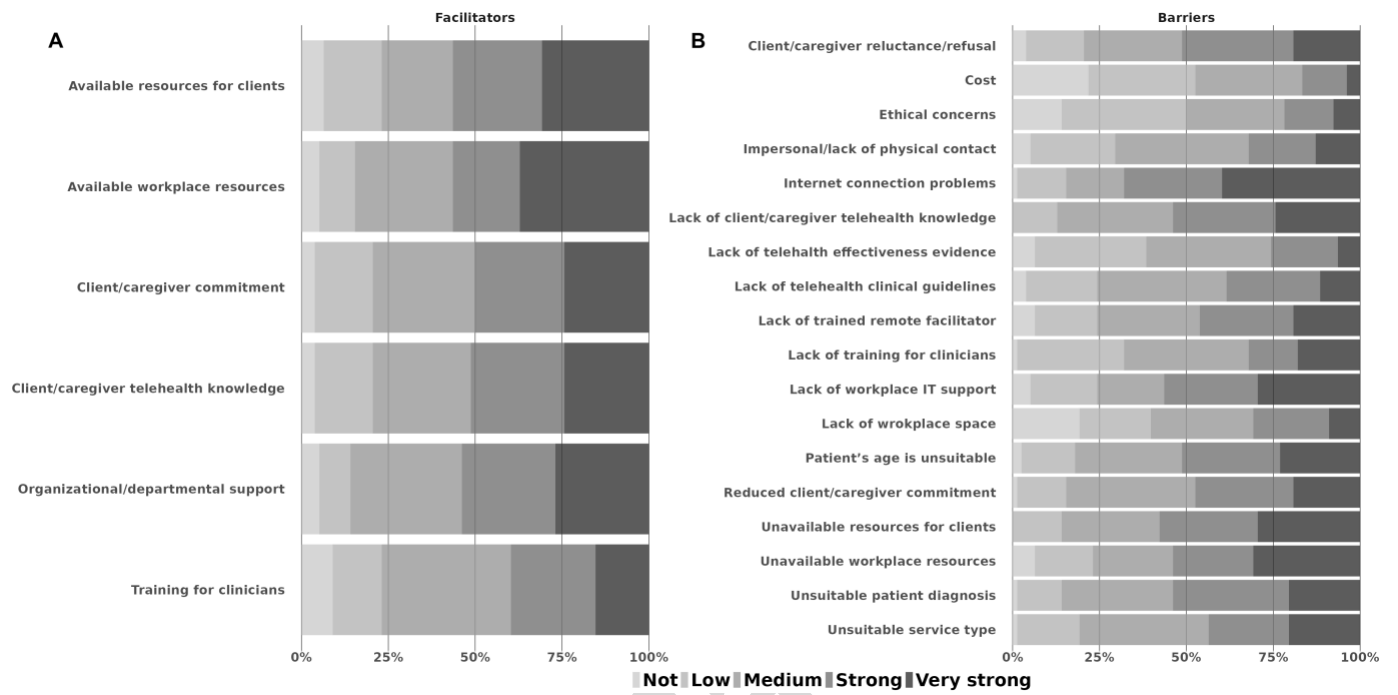 Facilitators
A
Available resources for clients
Available workplace resources
Client/caregiver commitment
Client/caregiver telehealth knowledge
Organizational/departmental support
Training for clinicians
0% 25% 50% 75% 100%
Barriers
B
Client/caregiver reluctance/refusal
Cost
Ethical concerns
Impersonal/lack of physical contact
Internet connection problems
Lack of client/caregiver telehealth knowledge
Lack of telehalth effectiveness evidence
Lack of telehealth clinical guidelines
Lack of trained remote facilitator
Lack of training for clinicians
Lack of workplace IT support
Lack of wrokplace space
Patient’s age is unsuitable
Reduced client/caregiver commitment
Unavailable resources for clients
Unavailable workplace resources
Unsuitable patient diagnosis
Unsuitable service type
0% 25% 50% 75% 100%
Not Low Medium Strong Very strong